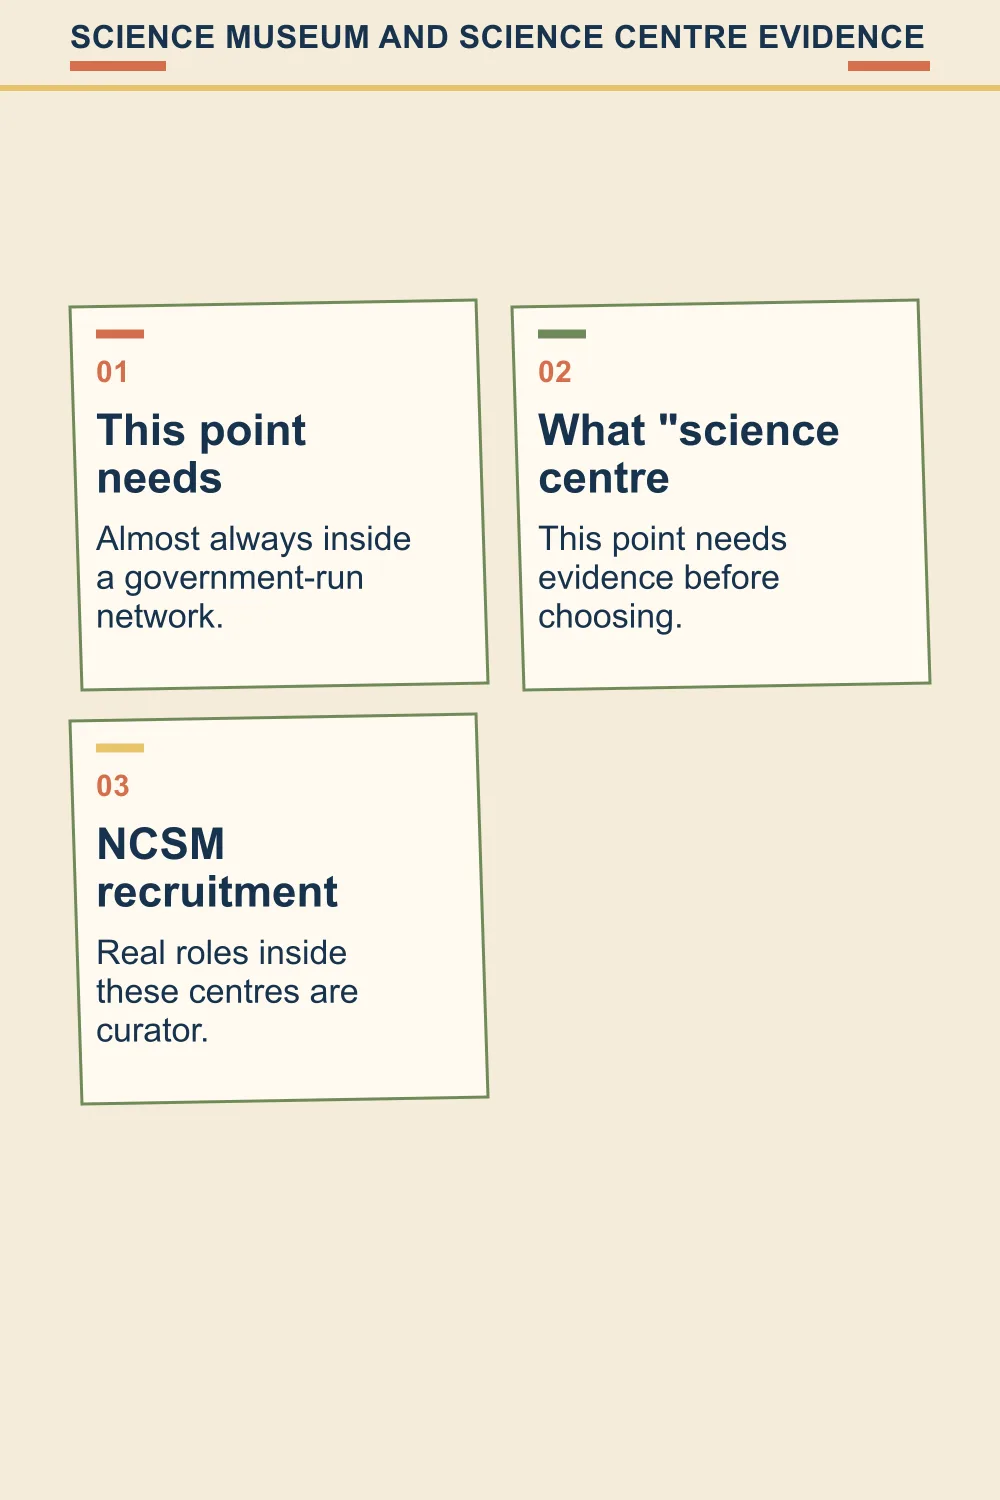 SCIENCE MUSEUM AND SCIENCE CENTRE EVIDENCE
01
This point
needs
Almost always inside
a government-run
network.
02
What "science
centre
This point needs
evidence before
choosing.
03
NCSM
recruitment
Real roles inside
these centres are
curator.